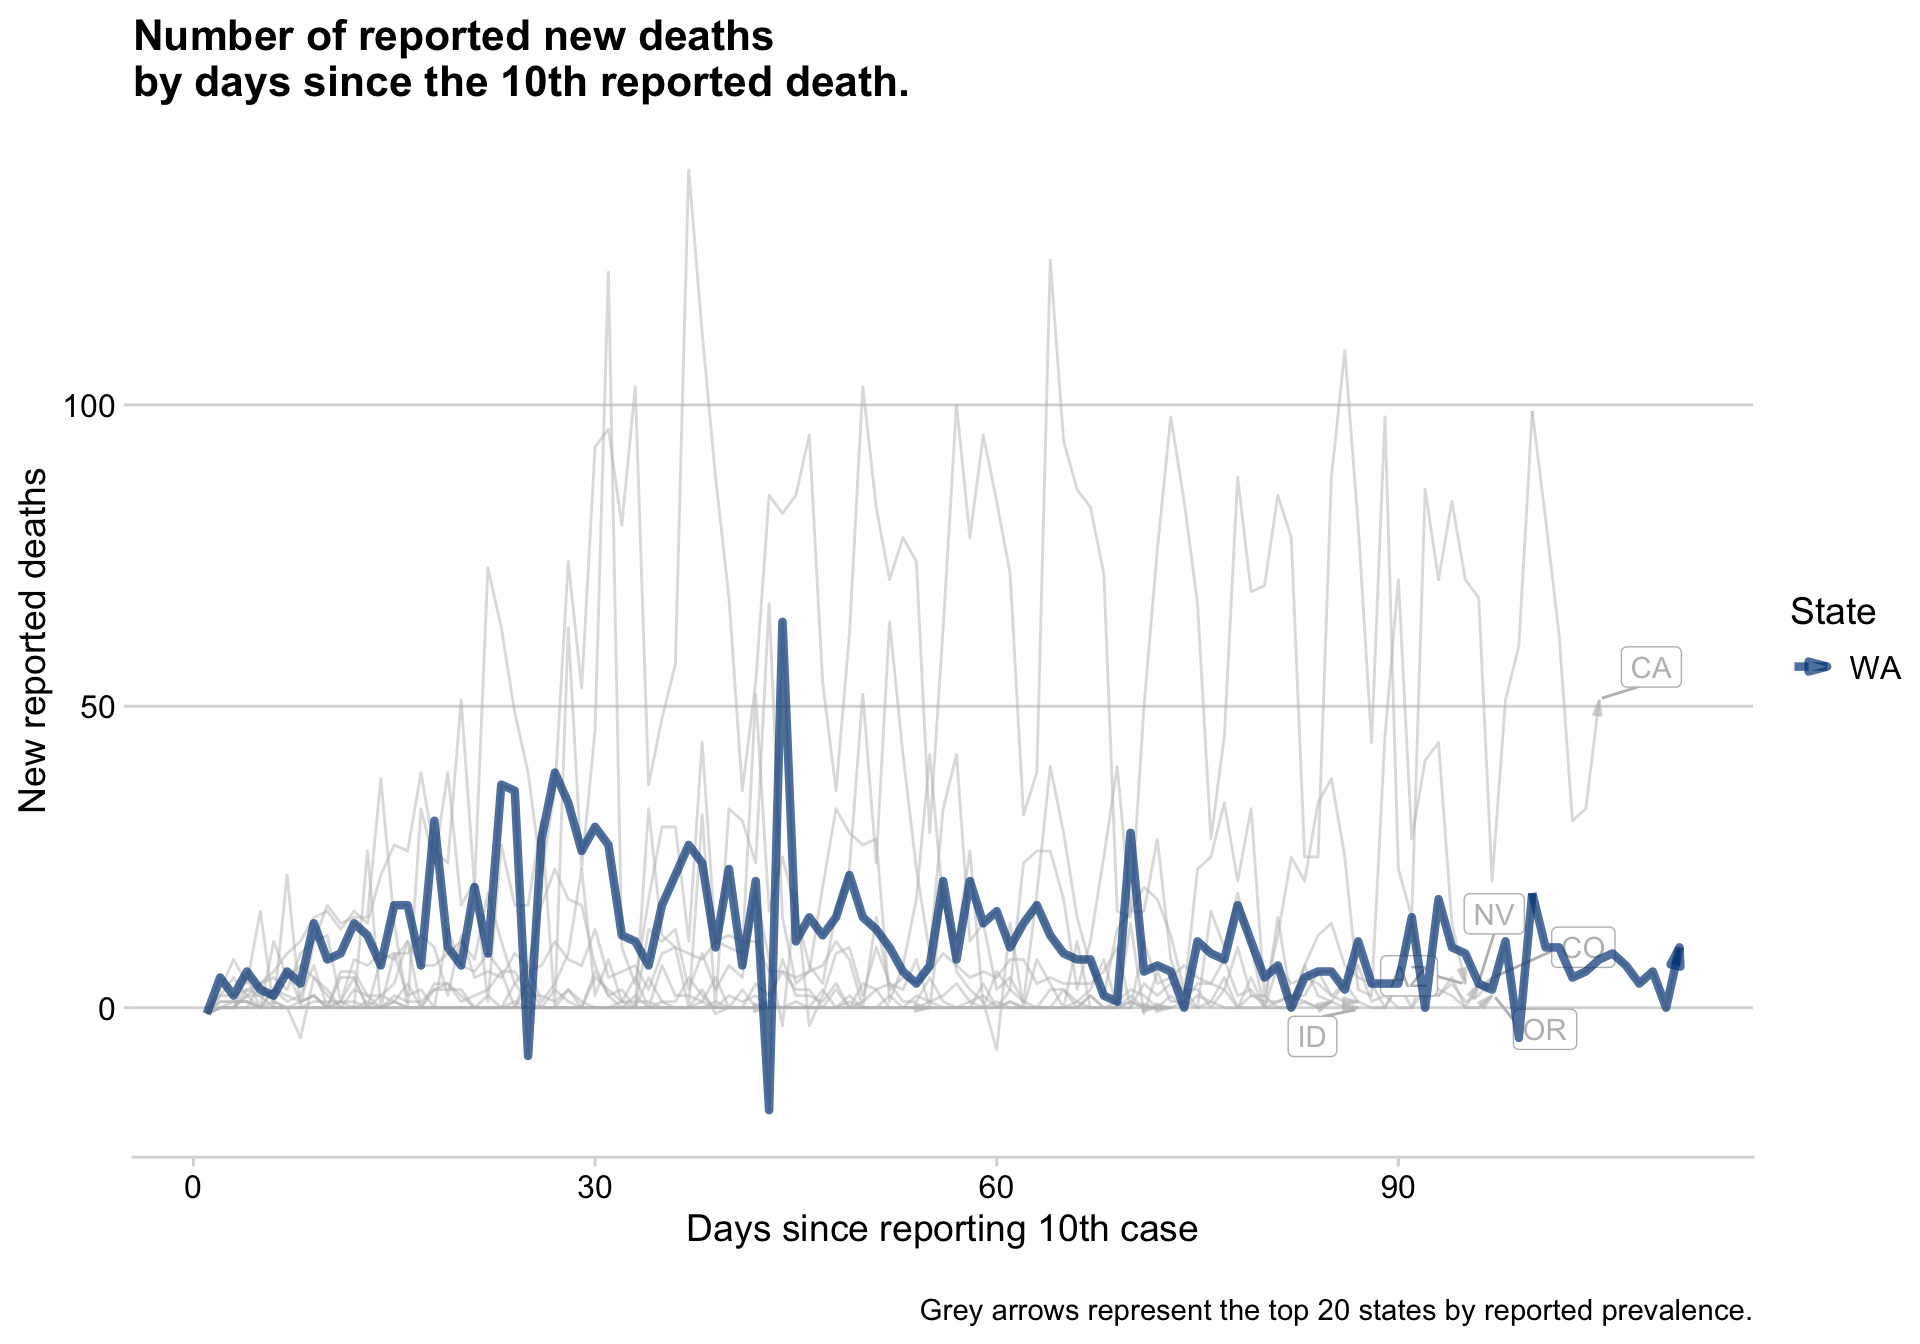 Number of reported new deaths
by days since the 10th reported death.
New reported deaths
100
50
0
0
30
60
90
Days since reporting 10th case
CA
NV
CO
ID
OR
State
WA
Grey arrows represent the top 20 states by reported prevalence.